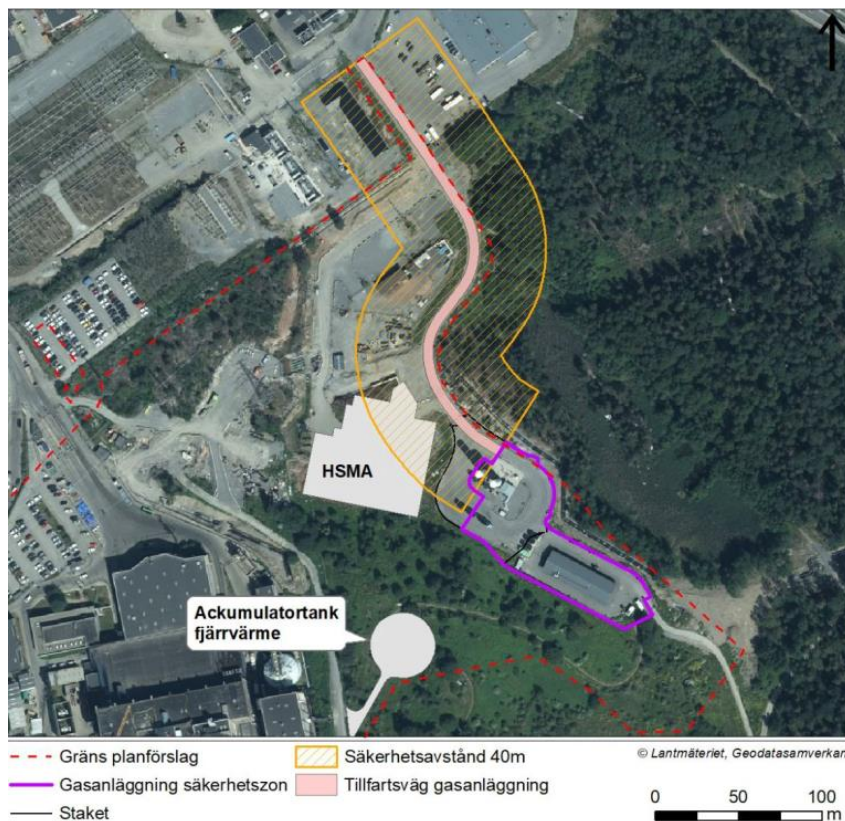 HSMA
Ackumulatortank
fjärrvärme
Gräns planförslag
Säkerhetsavstånd 40m
© Lantmäteriet, Geodatasamverkan
Gasanläggning säkerhetszon
Tillfartsväg gasanläggning
Staket
0 50 100
m